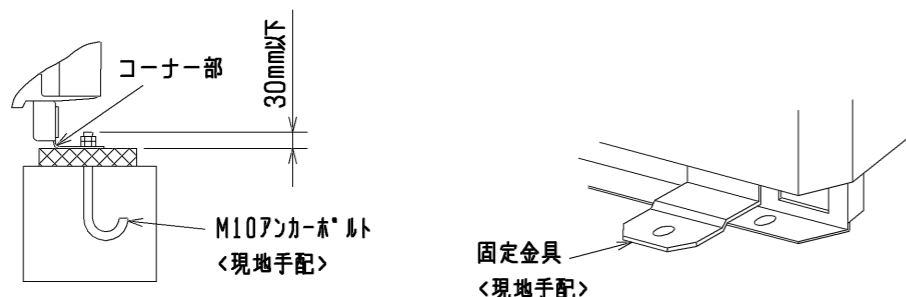 コーナー部
30mm以下
M10アンカーボルト
<現地手配>
固定金具
<現地手配>